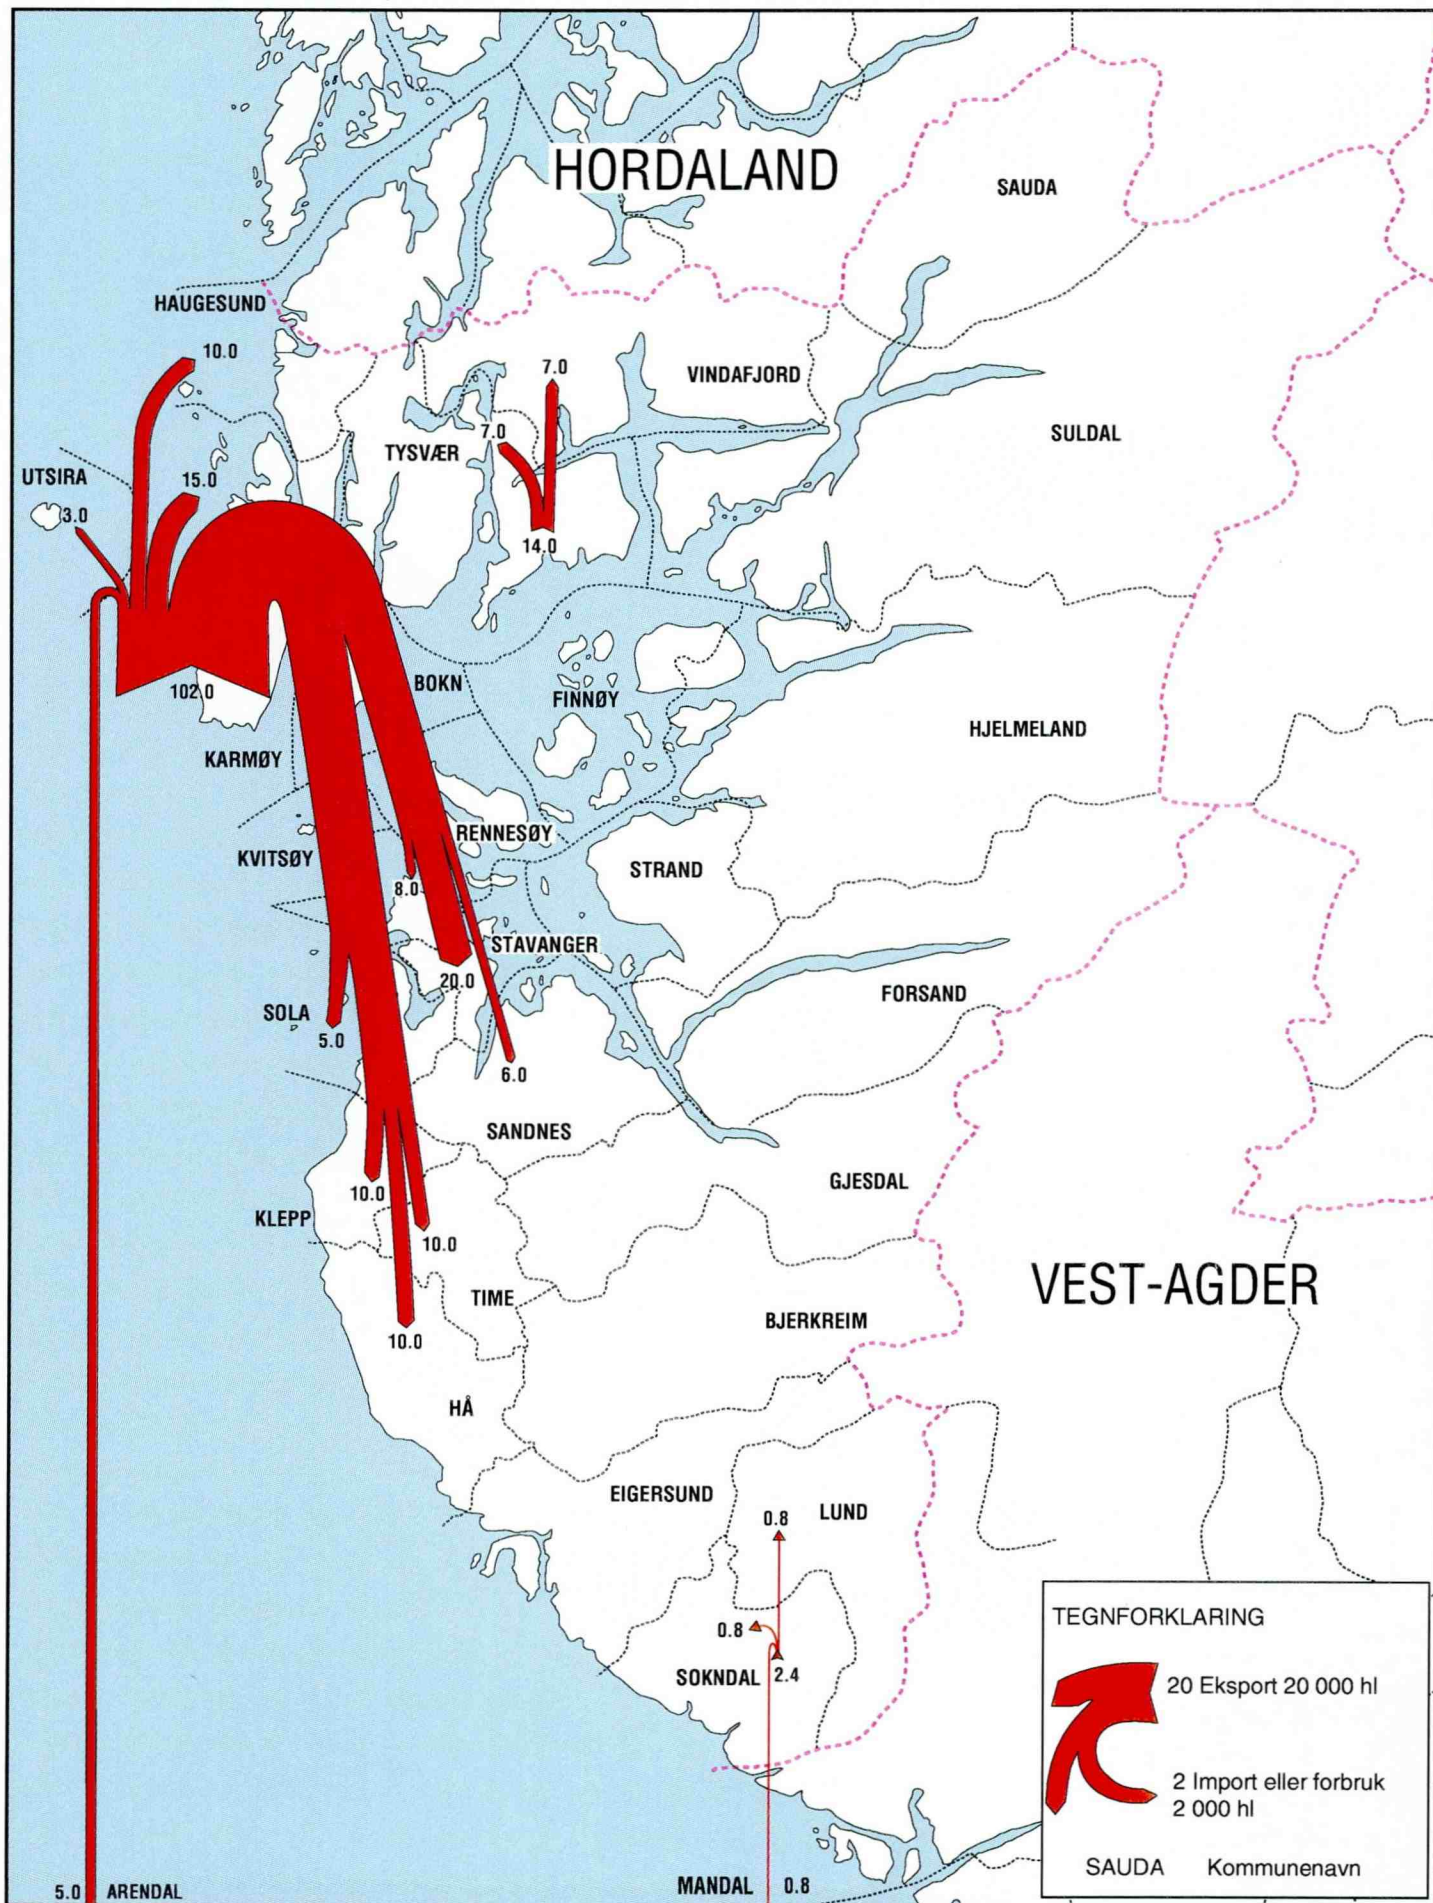 HORDALAND
SAUDA
HAUGESUND
10.0
7.0
VINDAFJORD
7.0
TYSVÆR
SULDAL
UTSIRA
15.0
3.0
14.0
102.0
BOKN
FINNØY
HJELMELAND
KARMØY
RENNESØY
KVITSØY
STRAND
8.0
STAVANGER
20.0
FORSAND
SOLA
5.0
6.0
SANDNES
GJESDAL
10.0
KLEPP
10.0
TIME
VEST-AGDER
BJERKREIM
10.0
HÅ
EIGERSUND
LUND
0.8
0.8
SOKNDAL 2.4
TEGNFORKLARING
20 Eksport 20 000 hl
2 Import eller forbruk
2 000 hl
SAUDA Kommunenavn
5.0 ARENDAL
MANDAL 0.8